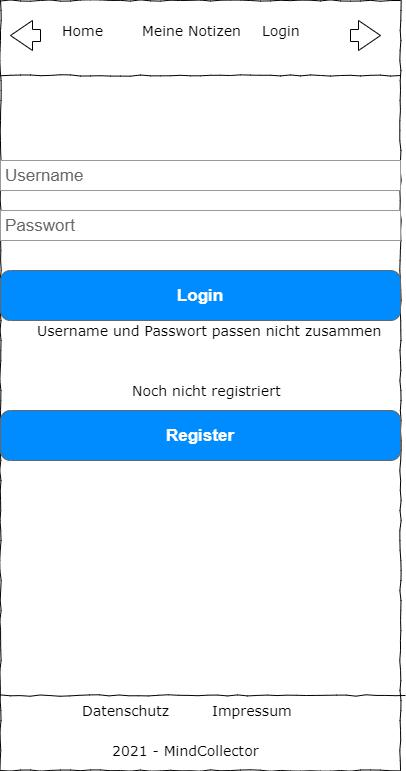 Home Meine Notizen Login
Username
Passwort
Login
Username und Passwort passen nicht zusammen
Noch nicht registriert
Register
Datenschutz Impressum
2021 - MindCollector